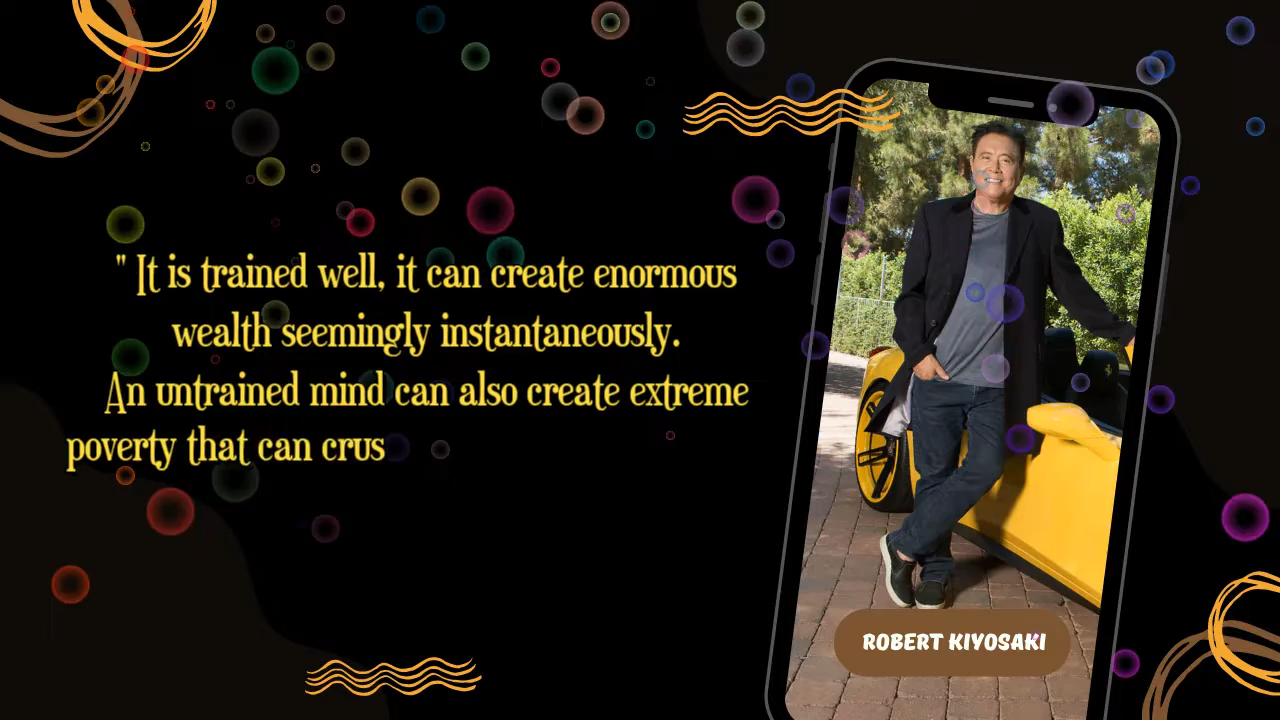 " It is trained well, it can create enormous
wealth seemingly instantaneously.
An untrained mind can also create extreme
poverty that can crus
ROBERT KIYOSAKI